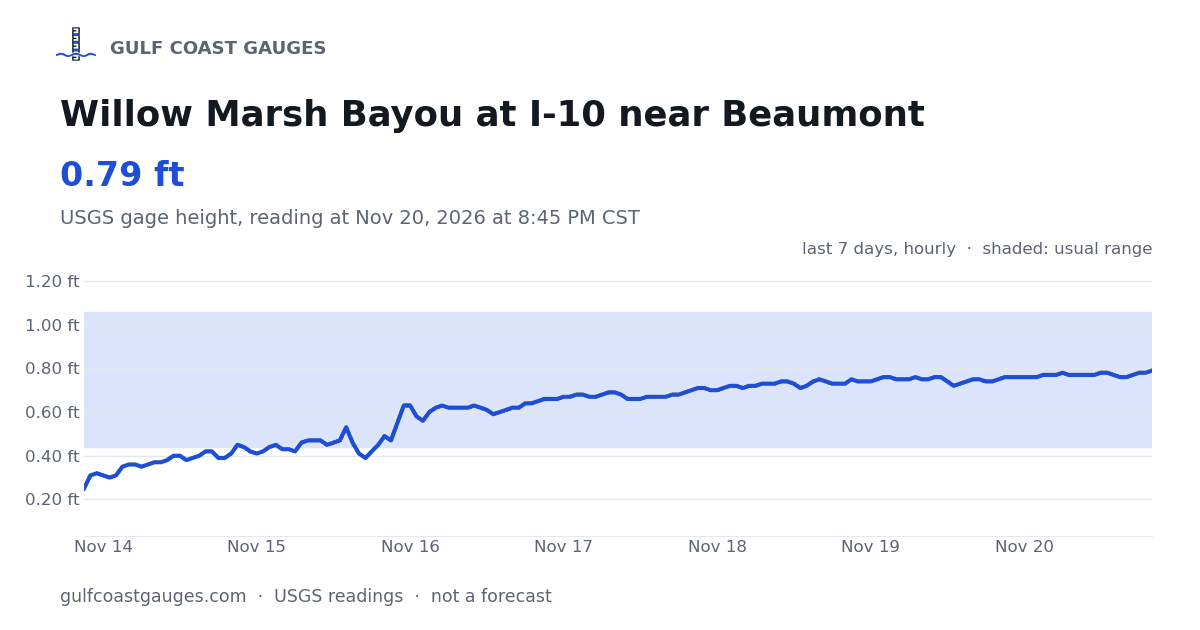 GULF COAST GAUGES
Willow Marsh Bayou at I-10 near Beaumont
0.79 ft
USGS gage height, reading at Nov 20, 2026 at 8:45 PM CST
last 7 days, hourly · shaded: usual range
1.20 ft
1.00 ft
0.80 ft
0.60 ft
0.40 ft
0.20 ft
Nov 14 Nov 15 Nov 16 Nov 17 Nov 18 Nov 19 Nov 20
gulfcoastgauges.com · USGS readings · not a forecast